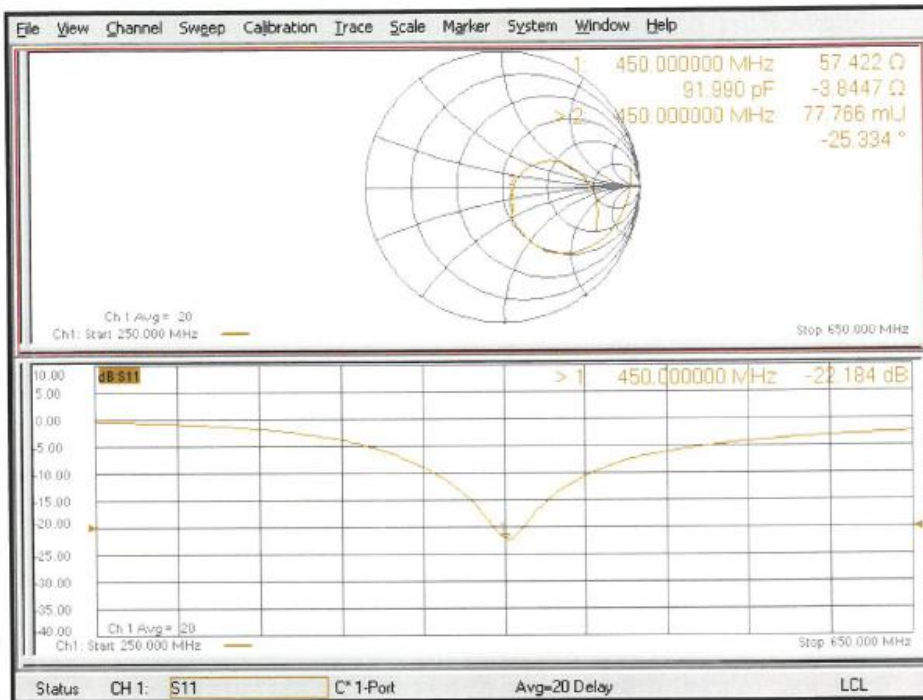 File View Channel Sweep Calibration Trace Scale Marker System Window Help
1: 450.000000 MHz 57.422 Ω
91.990 pF -3.8447 Ω
> 2: 450.000000 MHz 77.766 mU
-25.334 °
Ch 1 Avg = 20
Ch1: Start 250.000 MHz Stop 650.000 MHz
10.00 dB S11 > 1 450.000000 MHz -22.184 dB
5.00
0.00
-5.00
-10.00
-15.00
-20.00
-25.00
-30.00
-35.00
-40.00 Ch 1 Avg = 20
Ch1: Start 250.000 MHz Stop 650.000 MHz
Status CH 1: S11 C* 1-Port Avg=20 Delay LCL